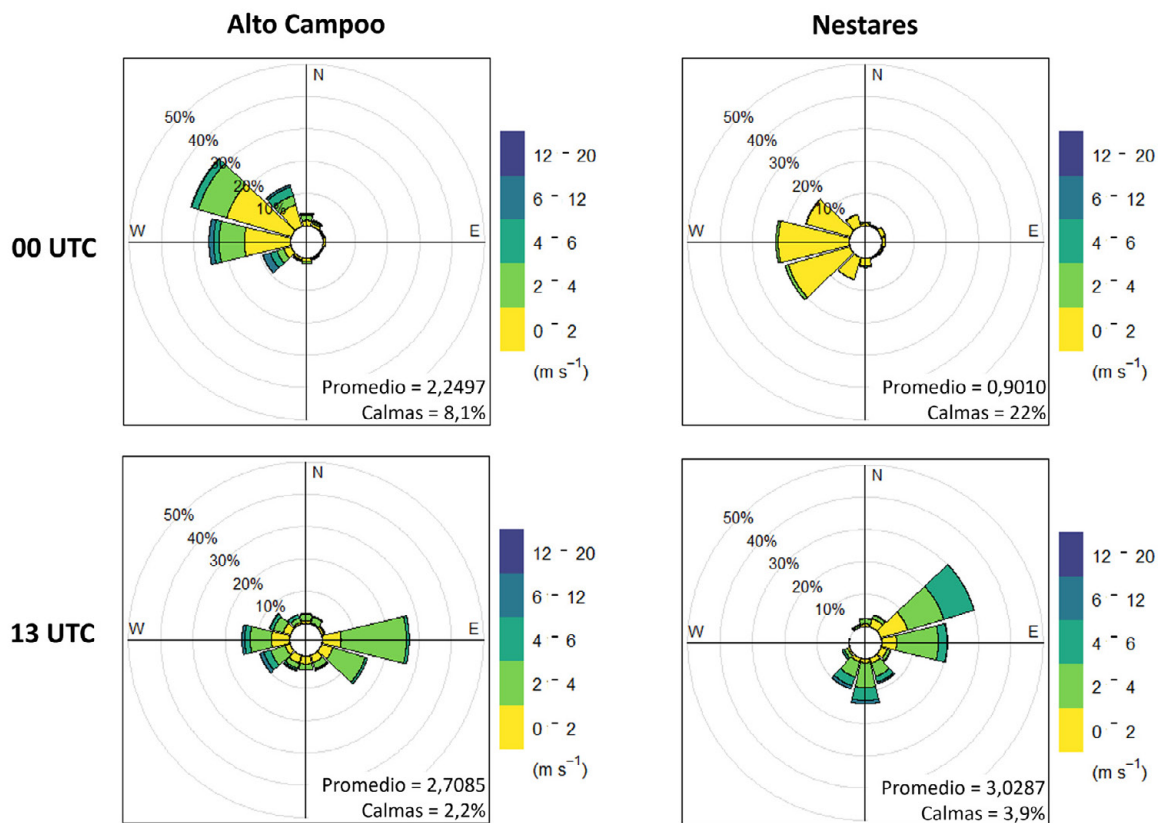 Alto Campoo
Nestares
00 UTC
N
50%
40%
30%
20%
10%
W
E
12 - 20
6 - 12
4 - 6
2 - 4
0 - 2
(m s⁻¹)
Promedio = 2,2497
Calmas = 8,1%
N
50%
40%
30%
20%
10%
W
E
12 - 20
6 - 12
4 - 6
2 - 4
0 - 2
(m s⁻¹)
Promedio = 0,9010
Calmas = 22%
13 UTC
N
50%
40%
30%
20%
10%
W
E
12 - 20
6 - 12
4 - 6
2 - 4
0 - 2
(m s⁻¹)
Promedio = 2,7085
Calmas = 2,2%
N
50%
40%
30%
20%
10%
W
E
12 - 20
6 - 12
4 - 6
2 - 4
0 - 2
(m s⁻¹)
Promedio = 3,0287
Calmas = 3,9%